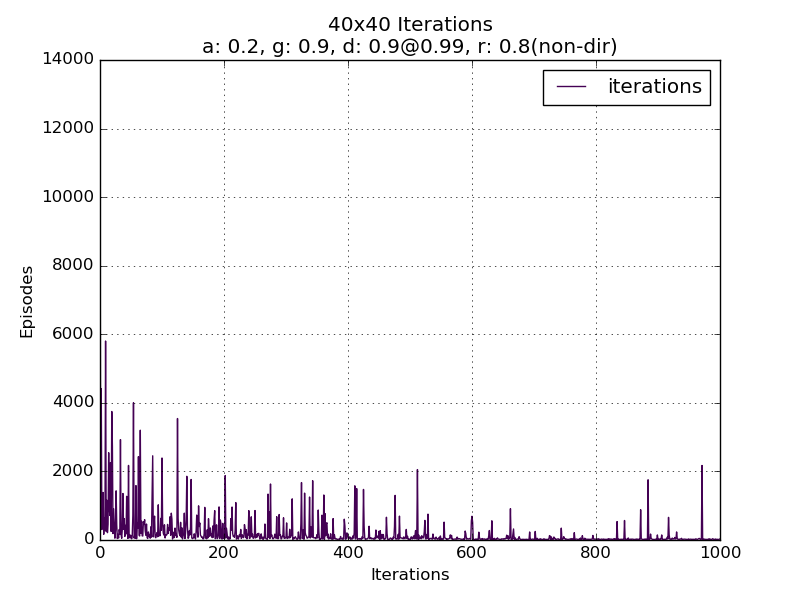 40x40 Iterations
a: 0.2, g: 0.9, d: 0.9@0.99, r: 0.8(non-dir)
14000
12000
10000
8000
6000
4000
2000
0
Episodes
iterations
0 200 400 600 800 1000
Iterations